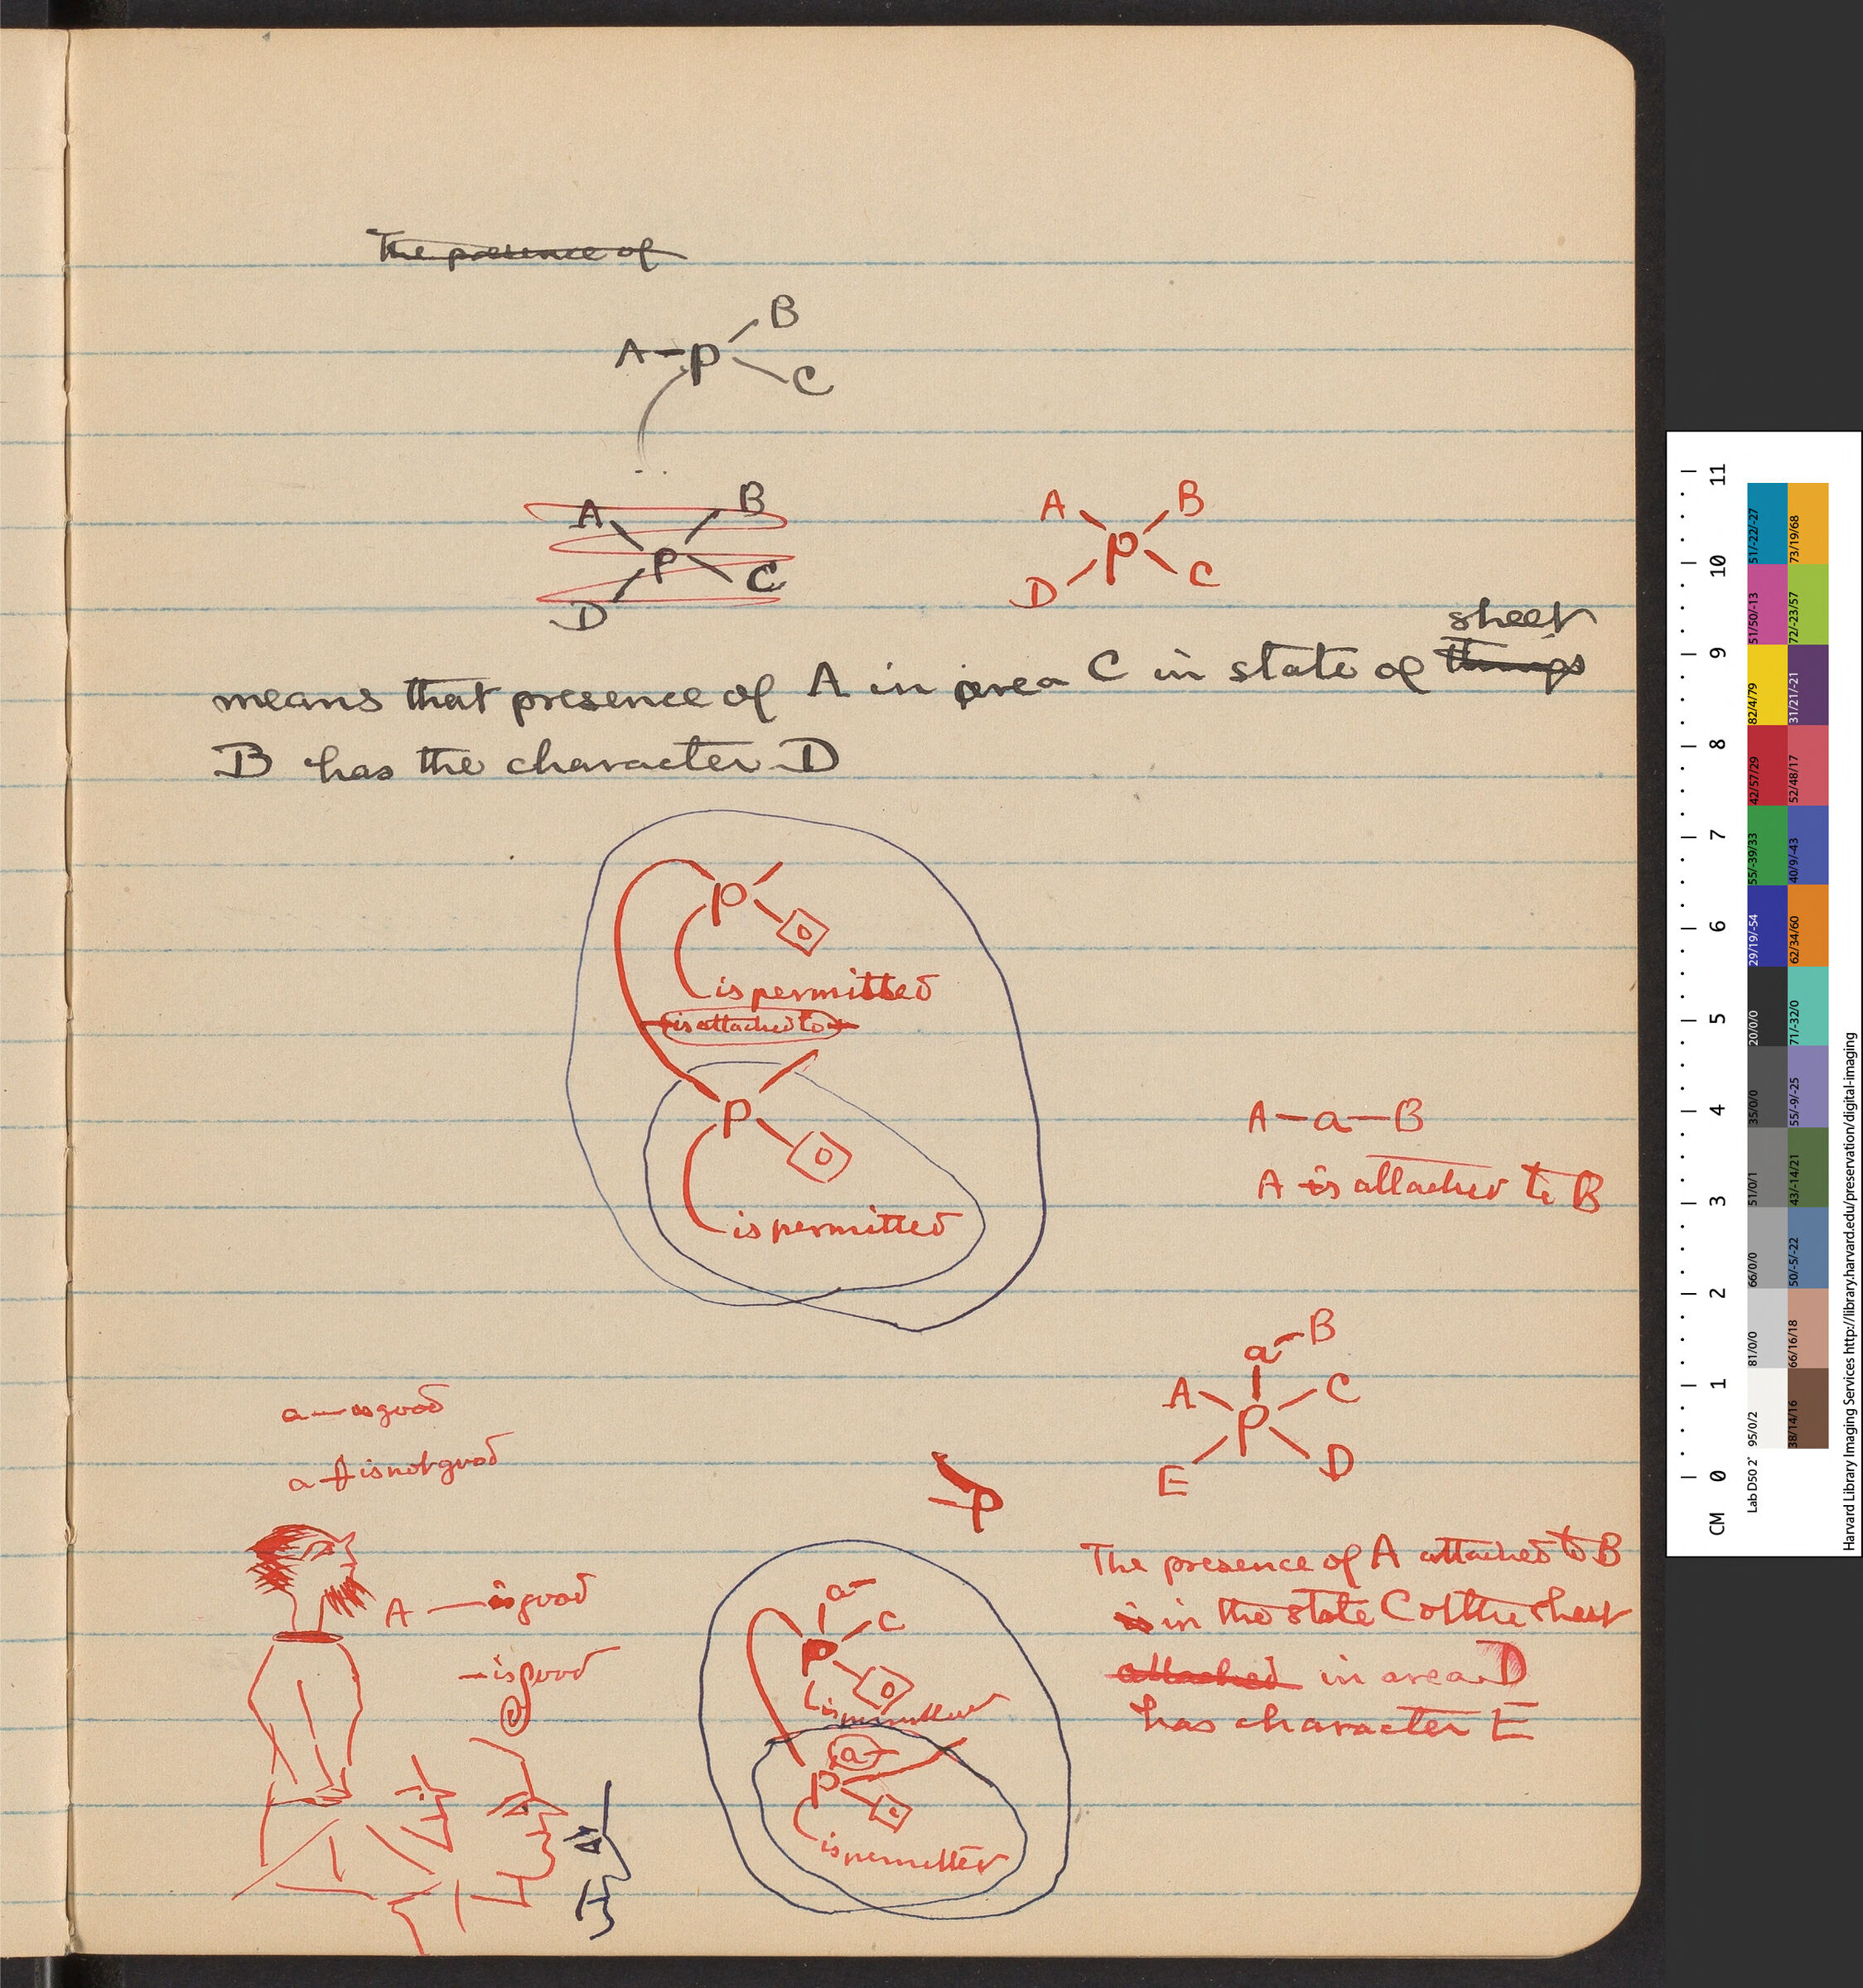 The presence of
B
A P
C
A B
P
D C
A B
P
D C
sheet
means that presence of A in area C in state of things
B has the character D
P
is permitted
is attached to
P
is permitted
A—a—B
A is attached to B
a—B
A C
P
E D
a — is good
a is not good
P
A — is good
— is good
The presence of A attached to B
is in the state C of the sheet
attached in area D
has character E
a—
C
P
is permitted
a—
P
is permitted
11
10
9
8
7
6
5
4
3
2
1
0
CM
51/-22/-27
73/19/68
51/50/-13
72/-23/57
82/4/79
31/21/-21
42/57/29
52/48/17
55/-39/33
40/9/-43
29/19/-54
62/34/60
20/0/0
71/-32/0
35/0/0
55/-9/-25
51/0/1
43/-14/21
66/0/0
50/-5/-22
81/0/0
66/16/18
95/0/2
38/14/16
Lab D50 2°
Harvard Library Imaging Services http://library.harvard.edu/preservation/digital-imaging